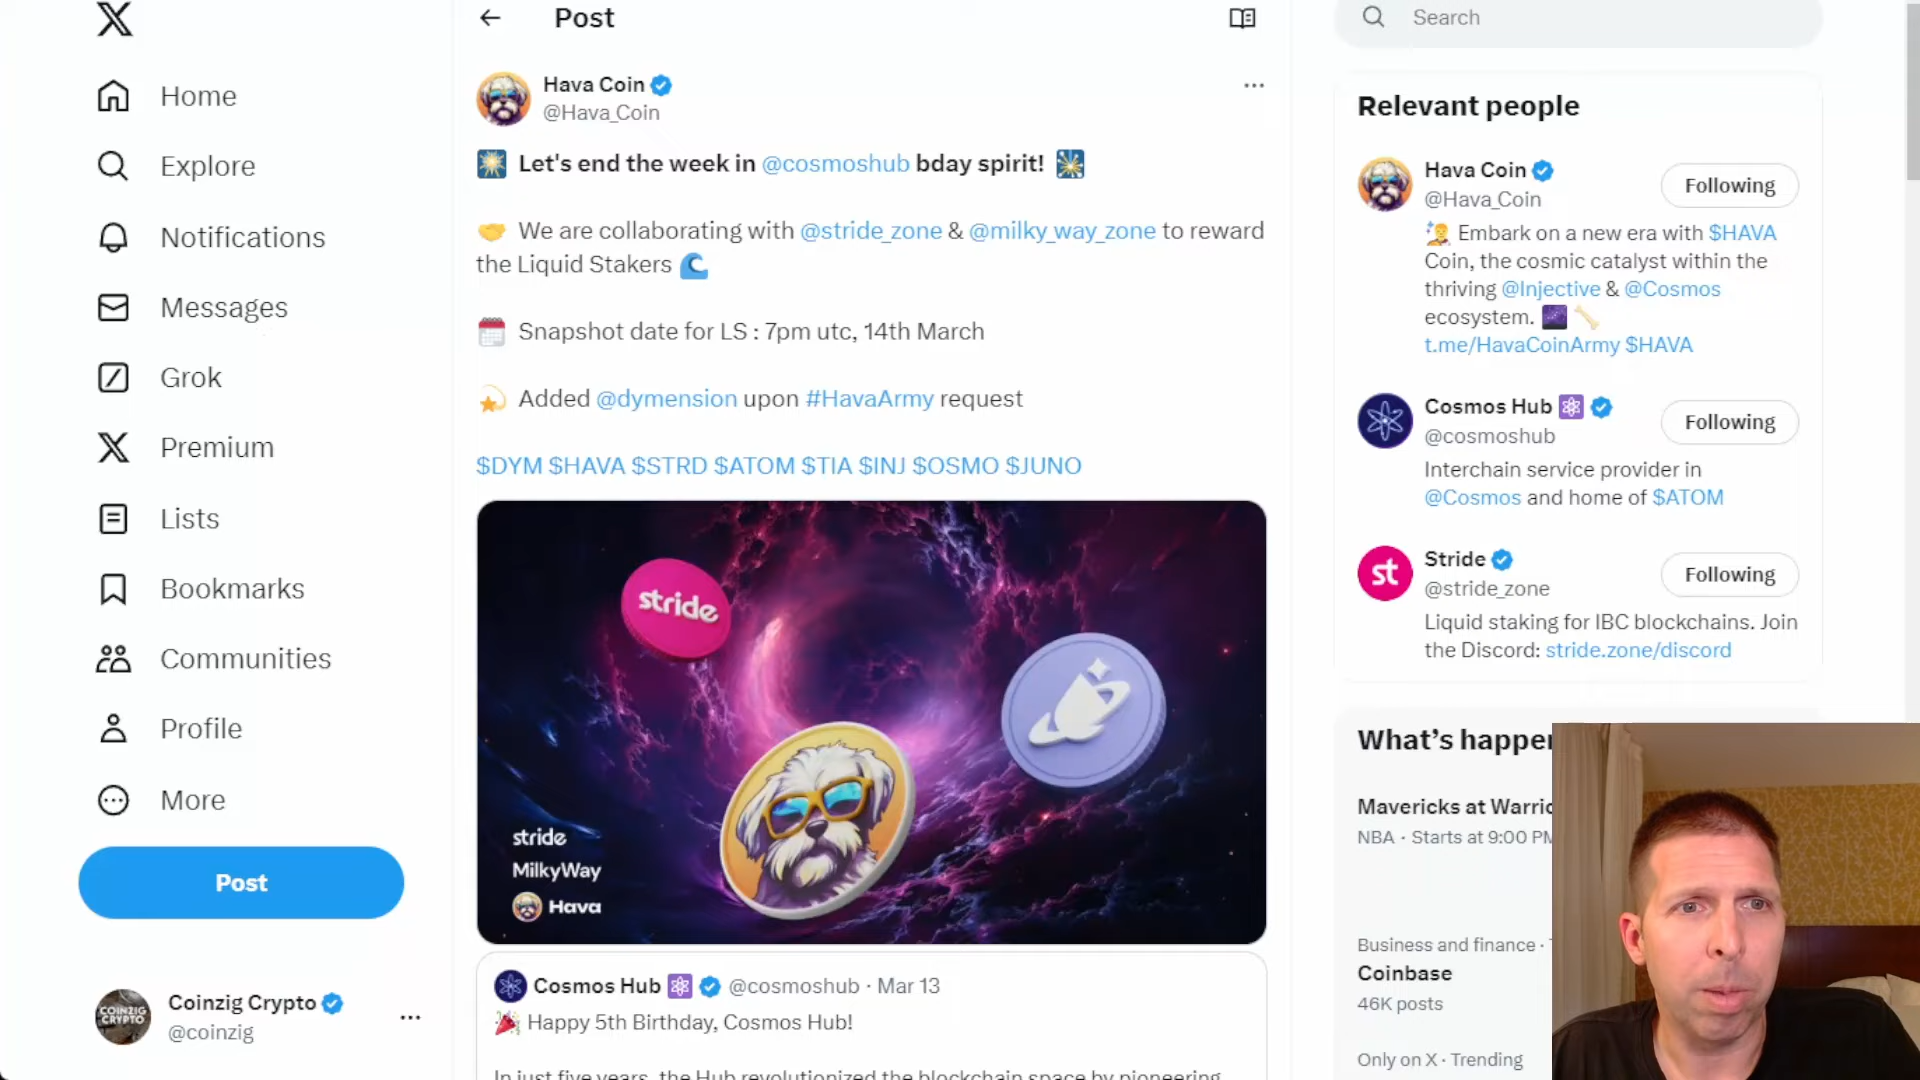 Post
Search
Home
Explore
Notifications
Messages
Grok
Premium
Lists
Bookmarks
Communities
Profile
More
Post
COINZIG
CRYPTO
Coinzig Crypto
@coinzig
Hava Coin
@Hava_Coin
Let's end the week in @cosmoshub bday spirit!
We are collaborating with @stride_zone & @milky_way_zone to reward
the Liquid Stakers
Snapshot date for LS : 7pm utc, 14th March
Added @dymension upon #HavaArmy request
$DYM $HAVA $STRD $ATOM $TIA $INJ $OSMO $JUNO
stride
stride
MilkyWay
Hava
Cosmos Hub @cosmoshub · Mar 13
Happy 5th Birthday, Cosmos Hub!
In just five years, the Hub revolutionized the blockchain space by pioneering
Relevant people
Hava Coin
@Hava_Coin
Following
Embark on a new era with $HAVA
Coin, the cosmic catalyst within the
thriving @Injective & @Cosmos
ecosystem.
t.me/HavaCoinArmy $HAVA
Cosmos Hub
@cosmoshub
Following
Interchain service provider in
@Cosmos and home of $ATOM
st
Stride
@stride_zone
Following
Liquid staking for IBC blockchains. Join
the Discord: stride.zone/discord
What's happe
Mavericks at Warrio
NBA · Starts at 9:00 PM
Business and finance ·
Coinbase
46K posts
Only on X · Trending